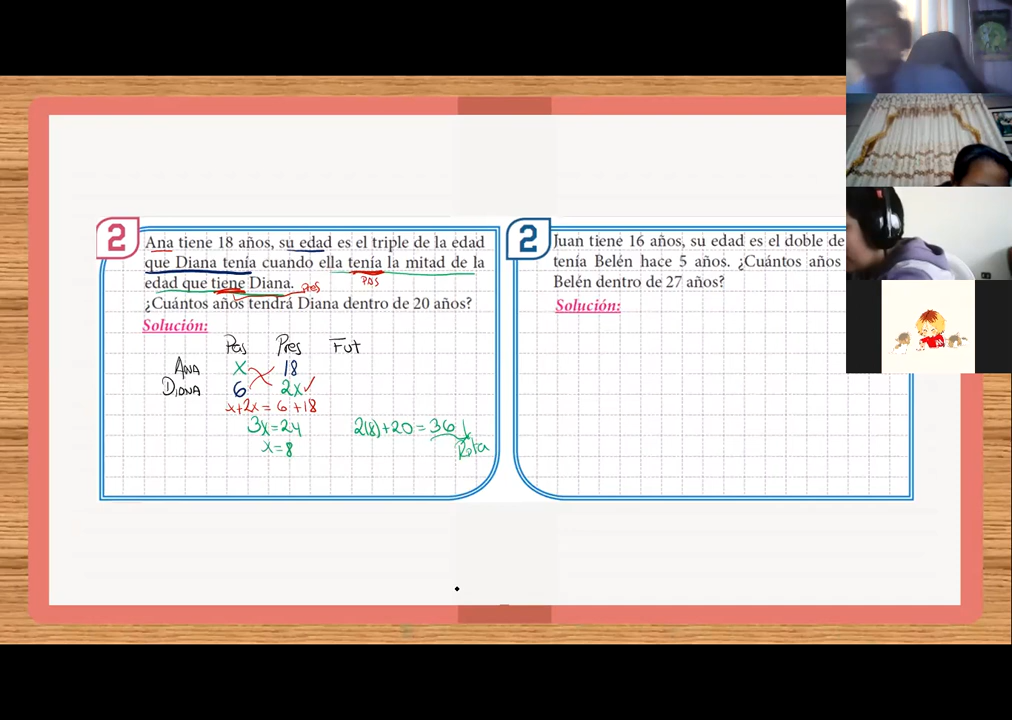 2
Ana tiene 18 años, su edad es el triple de la edad
que Diana tenía cuando ella tenía la mitad de la
edad que tiene Diana. Pres
Pas
¿Cuántos años tendrá Diana dentro de 20 años?
Solución:
Pas Pres Fut
Ana x 18
Diana 6 2x ✓
x+2x = 6 +18
3x=24
x=8
2(8)+20=36
Rpta
2
Juan tiene 16 años, su edad es el doble de
tenía Belén hace 5 años. ¿Cuántos años
Belén dentro de 27 años?
Solución: